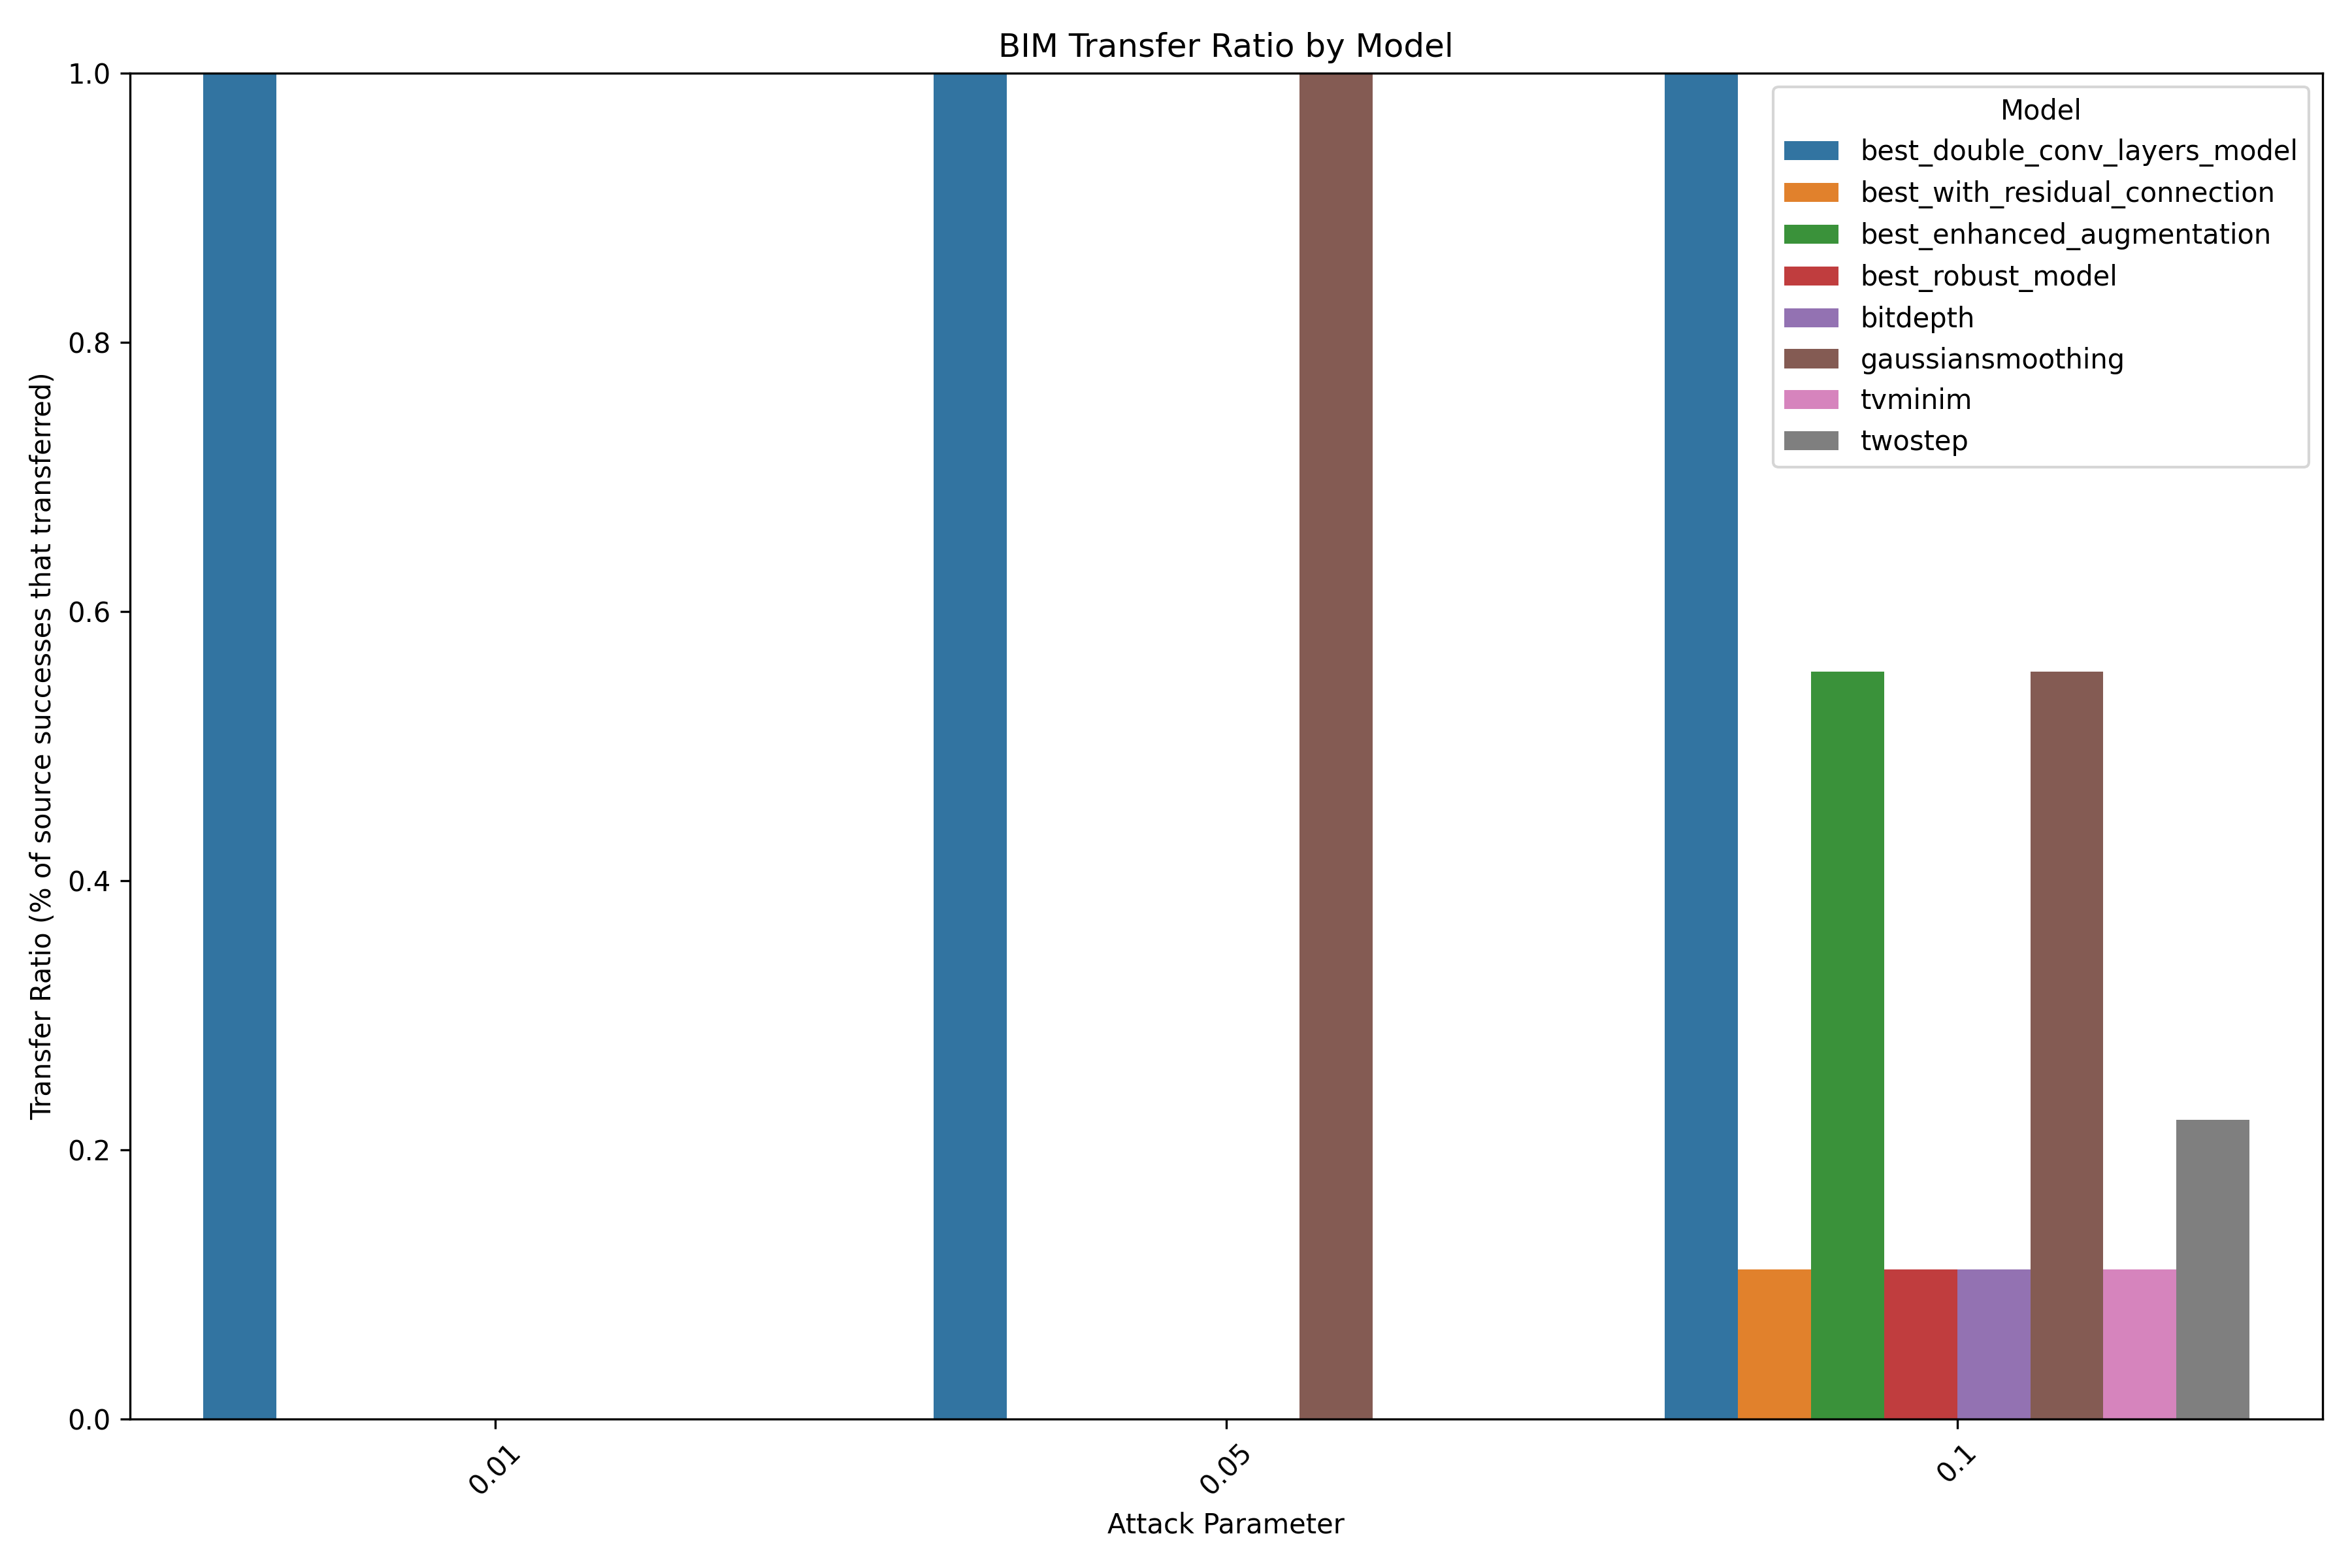 BIM Transfer Ratio by Model
Transfer Ratio (% of source successes that transferred)
1.0
0.8
0.6
0.4
0.2
0.0
Model
best_double_conv_layers_model
best_with_residual_connection
best_enhanced_augmentation
best_robust_model
bitdepth
gaussiansmoothing
tvminim
twostep
0.01
0.05
0.1
Attack Parameter